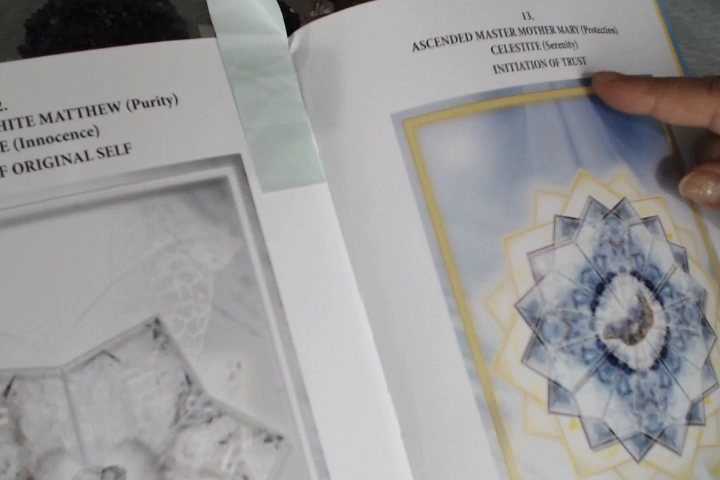 2.
HITE MATTHEW (Purity)
E (Innocence)
F ORIGINAL SELF
13.
ASCENDED MASTER MOTHER MARY (Protection)
CELESTITE (Serenity)
INITIATION OF TRUST